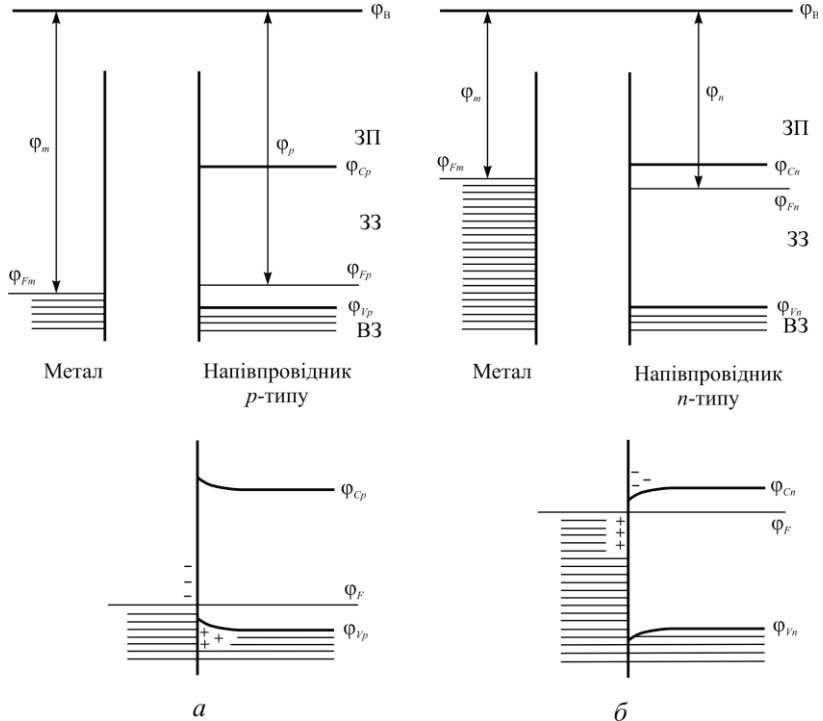 φв φв
φm φp φm φn
ЗП ЗП
φCp φCn
φFm φFn
ЗЗ ЗЗ
φFm φFp
φVp φVn
ВЗ ВЗ
Метал Напівпровідник Метал Напівпровідник
p-типу n-типу
φCp φCn
φF
φF
φVp φVn
а б